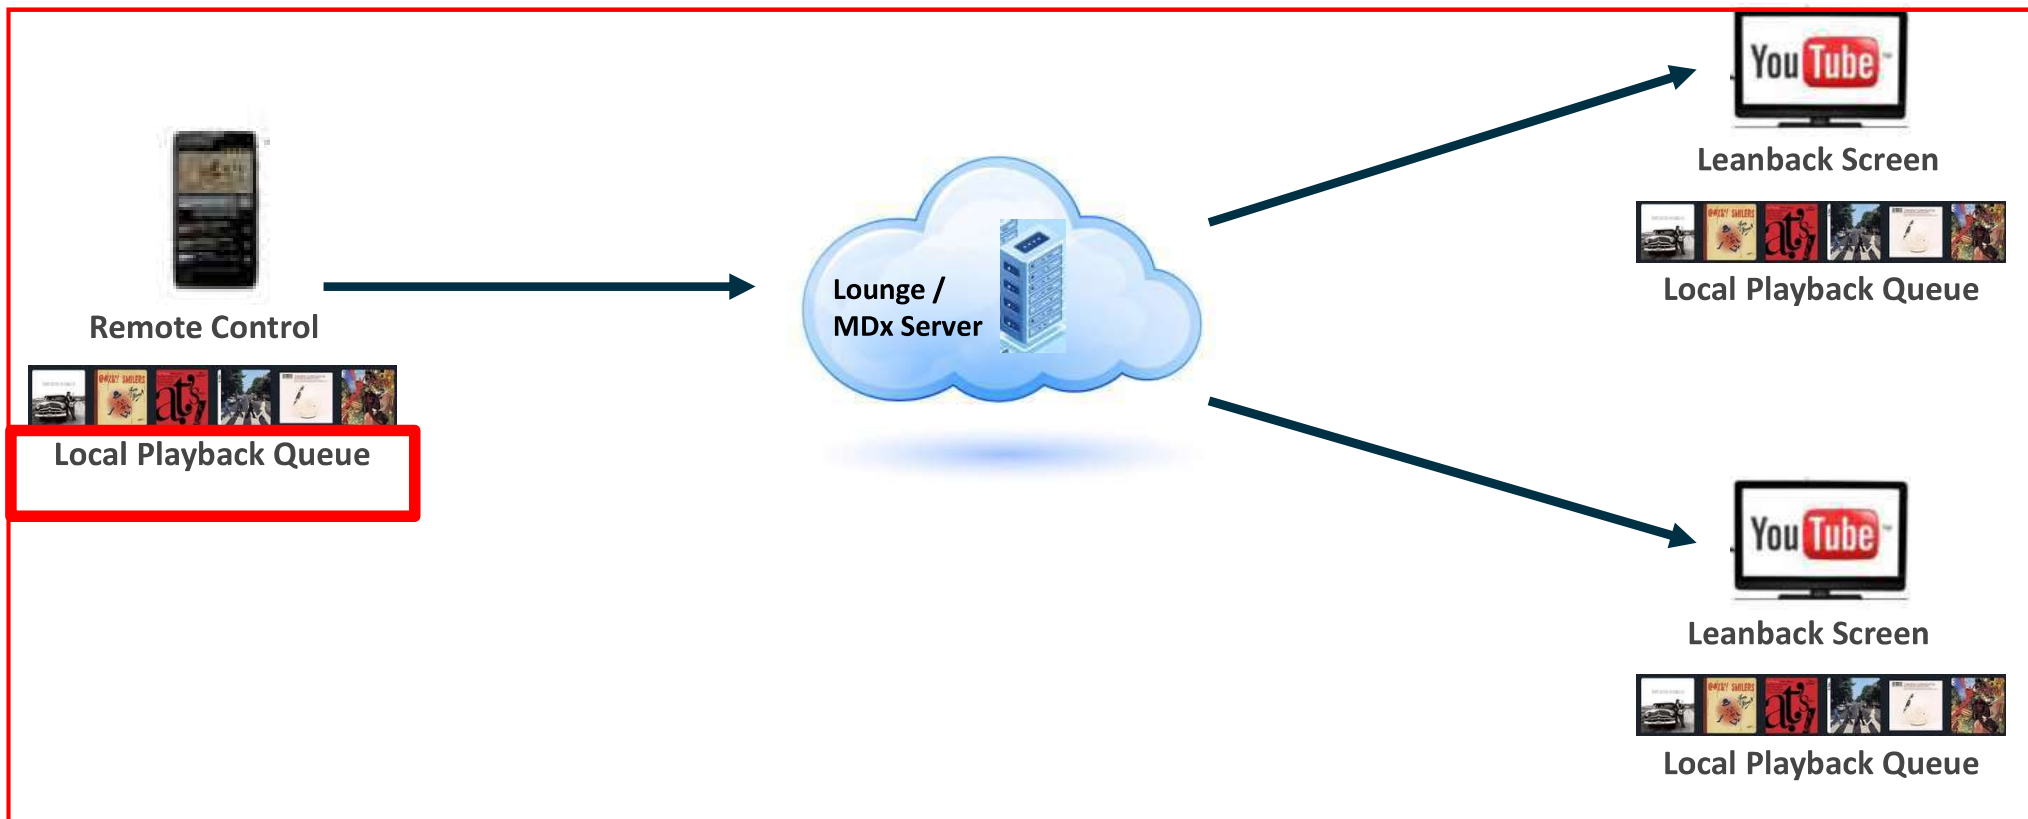 YouTube
Leanback Screen
Local Playback Queue
Remote Control
Local Playback Queue
Lounge /
MDx Server
YouTube
Leanback Screen
Local Playback Queue